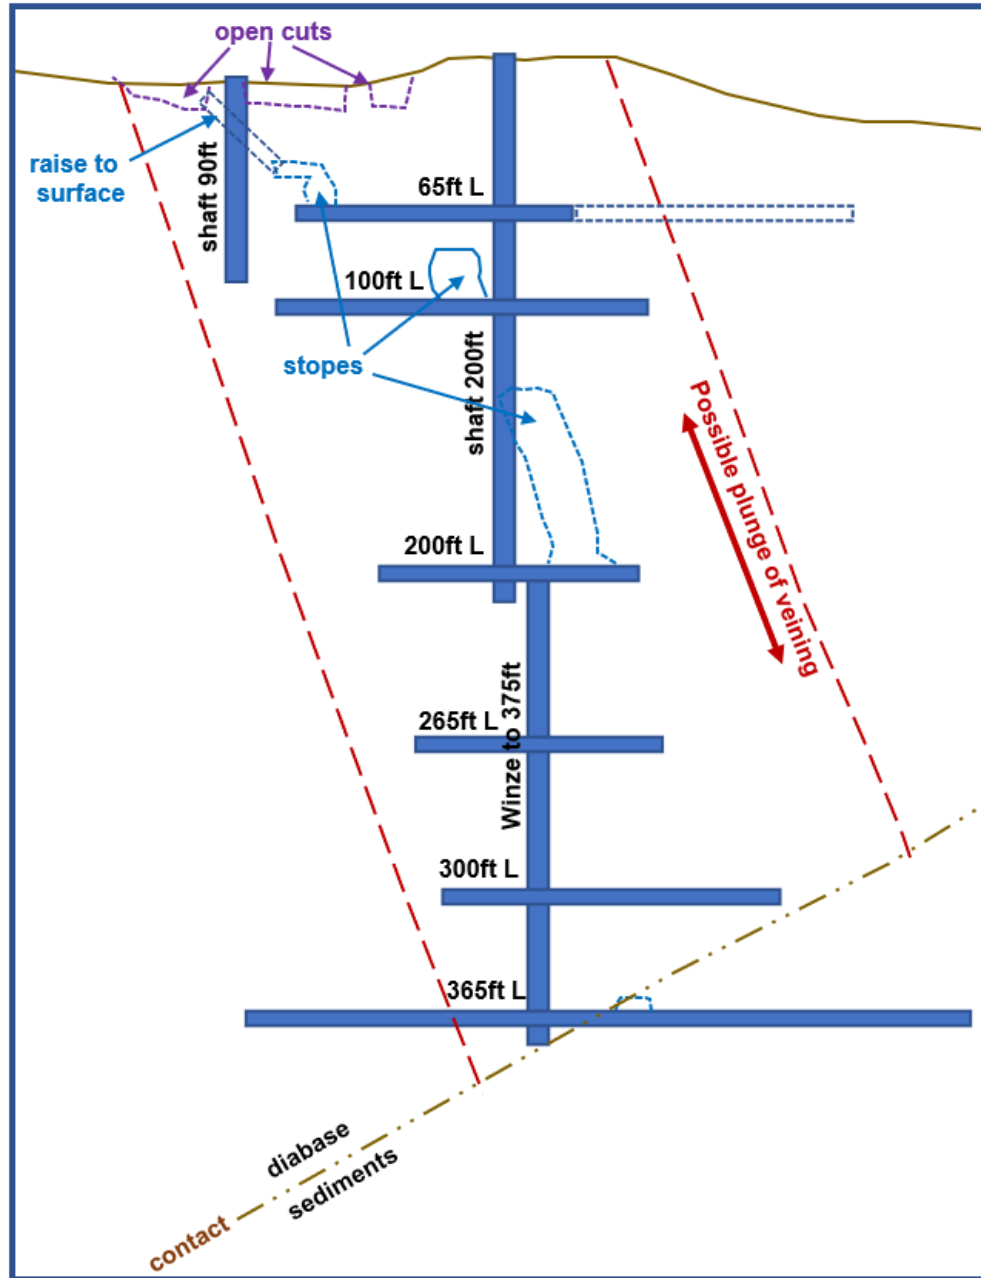 open cuts
raise to
surface
shaft 90ft
65ft L
100ft L
stopes
shaft 200ft
Possible plunge of veining
200ft L
265ft L
Winze to 375ft
300ft L
365ft L
diabase
sediments
contact